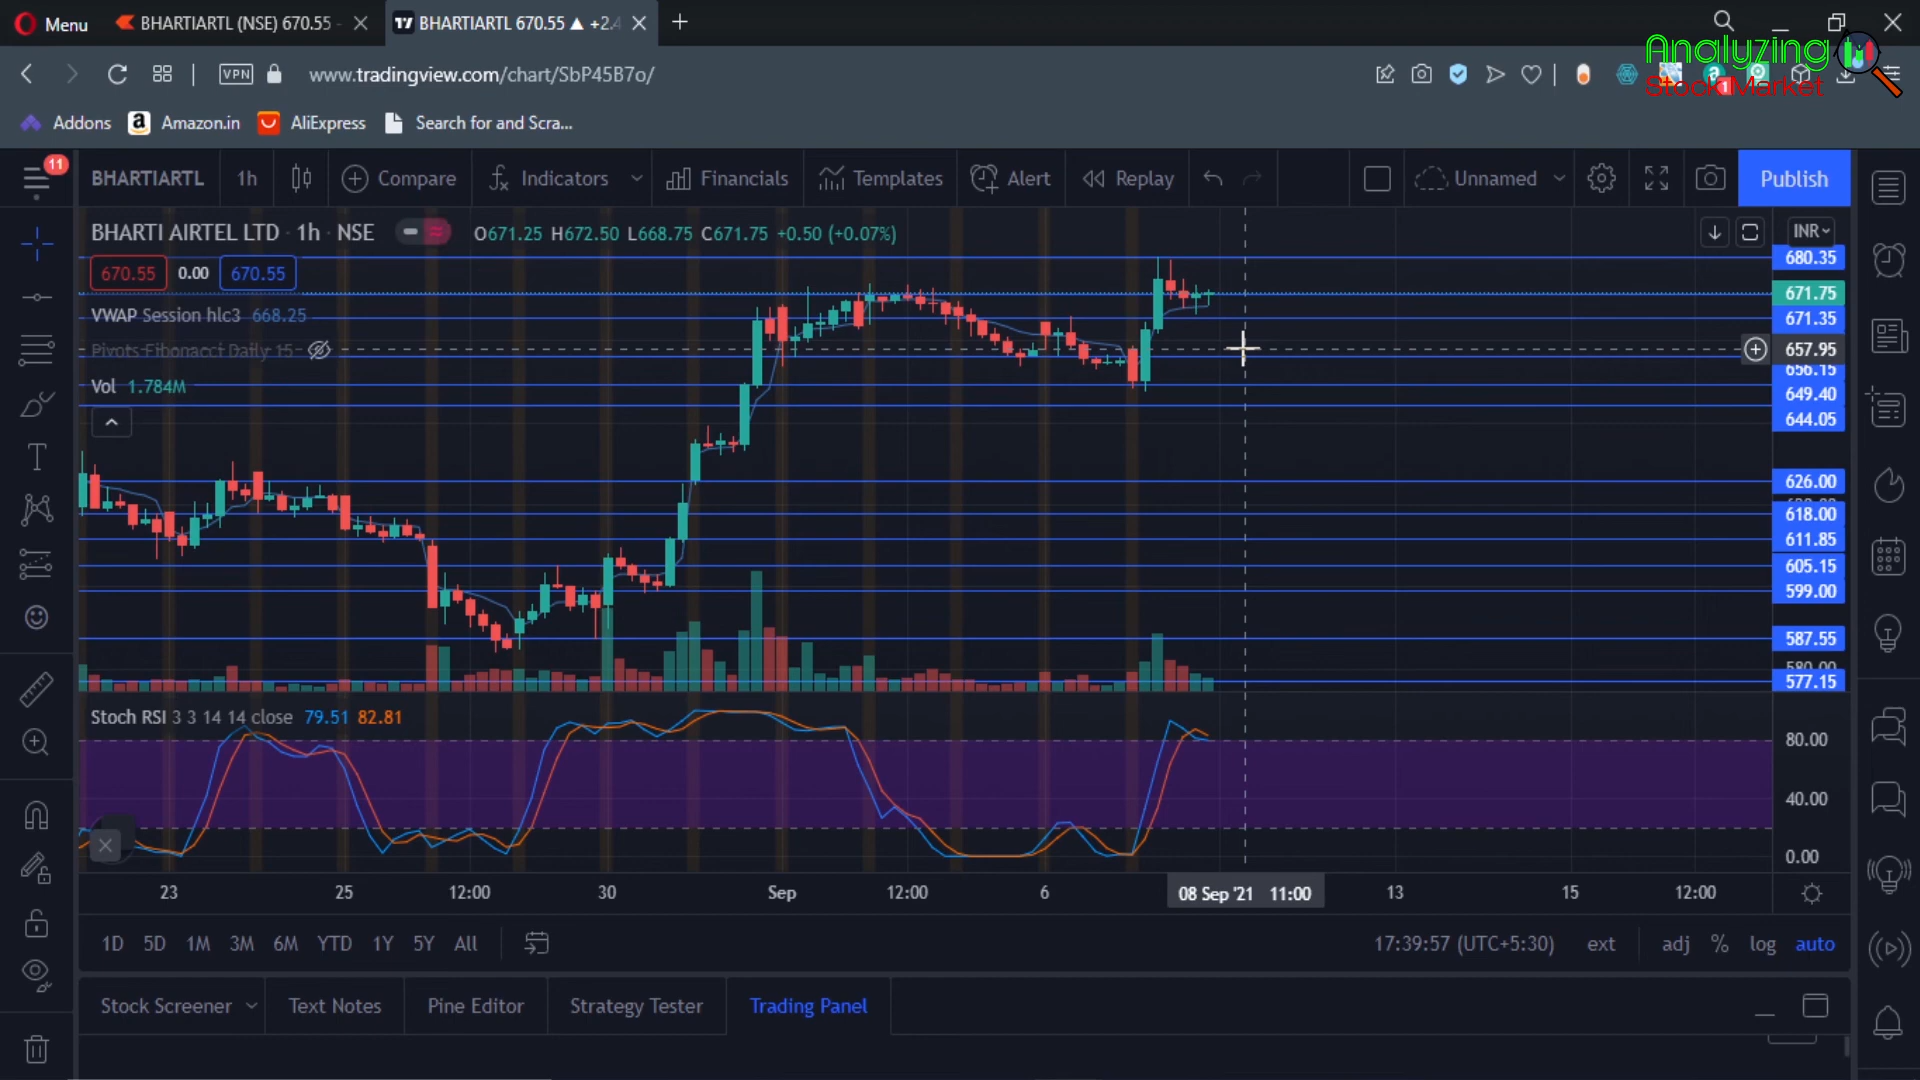 Menu
BHARTIARTL (NSE) 670.55 -
BHARTIARTL 670.55 ▲ +2.4
Analyzing
Stock Market
VPN
www.tradingview.com/chart/SbP45B7o/
1
Addons
Amazon.in
AliExpress
Search for and Scra...
11
BHARTIARTL
1h
Compare
Indicators
Financials
Templates
Alert
Replay
Unnamed
Publish
BHARTI AIRTEL LTD · 1h · NSE
O671.25 H672.50 L668.75 C671.75 +0.50 (+0.07%)
INR
670.55 0.00 670.55
VWAP Session hlc3 668.25
Pivots Fibonacci Daily 15
Vol 1.784M
680.35
671.75
671.35
657.95
656.15
649.40
644.05
626.00
618.00
611.85
605.15
599.00
587.55
580.00
577.15
Stoch RSI 3 3 14 14 close 79.51 82.81
80.00
40.00
0.00
23 25 12:00 30 Sep 12:00 6 08 Sep '21 11:00 13 15 12:00
1D 5D 1M 3M 6M YTD 1Y 5Y All
17:39:57 (UTC+5:30) ext adj % log auto
Stock Screener Text Notes Pine Editor Strategy Tester Trading Panel